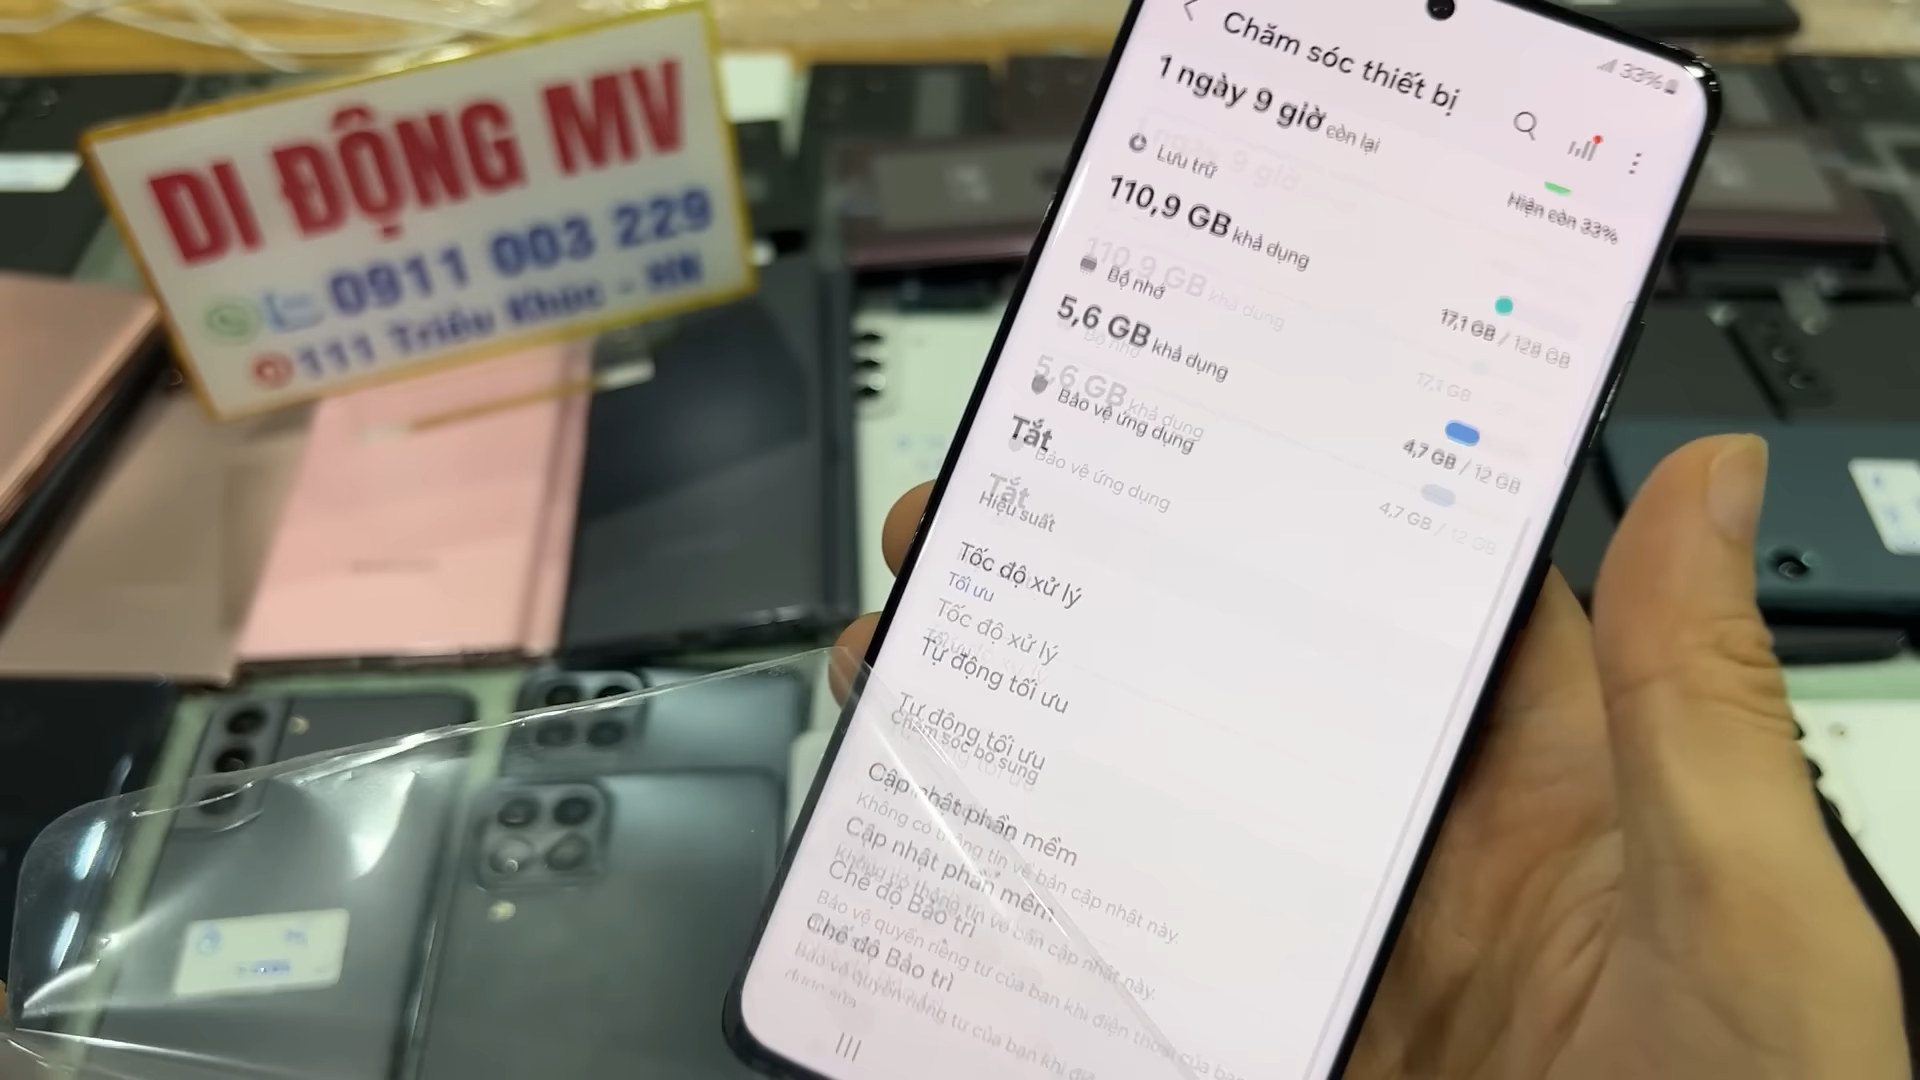 DI ĐỘNG MV
0911 003 229
111 Triều Khúc - HN
Chăm sóc thiết bị
33%
1 ngày 9 giờ còn lại
Hiện còn 33%
Lưu trữ
110,9 GB khả dụng
17,1 GB / 128 GB
Bộ nhớ
5,6 GB khả dụng
4,7 GB / 12 GB
Bảo vệ ứng dụng
Tắt
Hiệu suất
Tốc độ xử lý
Tối ưu
Tự động tối ưu
Chăm sóc bổ sung
Cập nhật phần mềm
Không có thông tin về bản cập nhật này.
Chế độ Bảo trì
Bảo vệ quyền riêng tư của bạn khi điện thoại của bạn